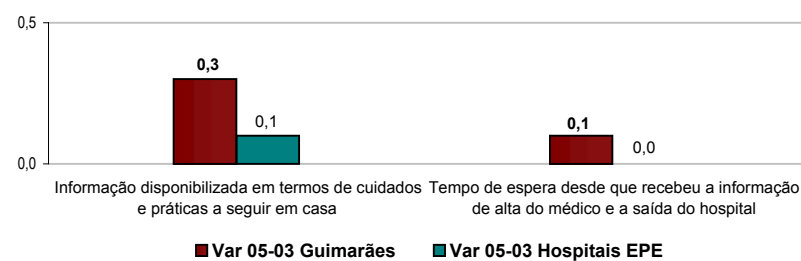 0,5
0,3
0,1
0,1
0,0
0,0
Informação disponibilizada em termos de cuidados
e práticas a seguir em casa
Tempo de espera desde que recebeu a informação
de alta do médico e a saída do hospital
Var 05-03 Guimarães
Var 05-03 Hospitais EPE